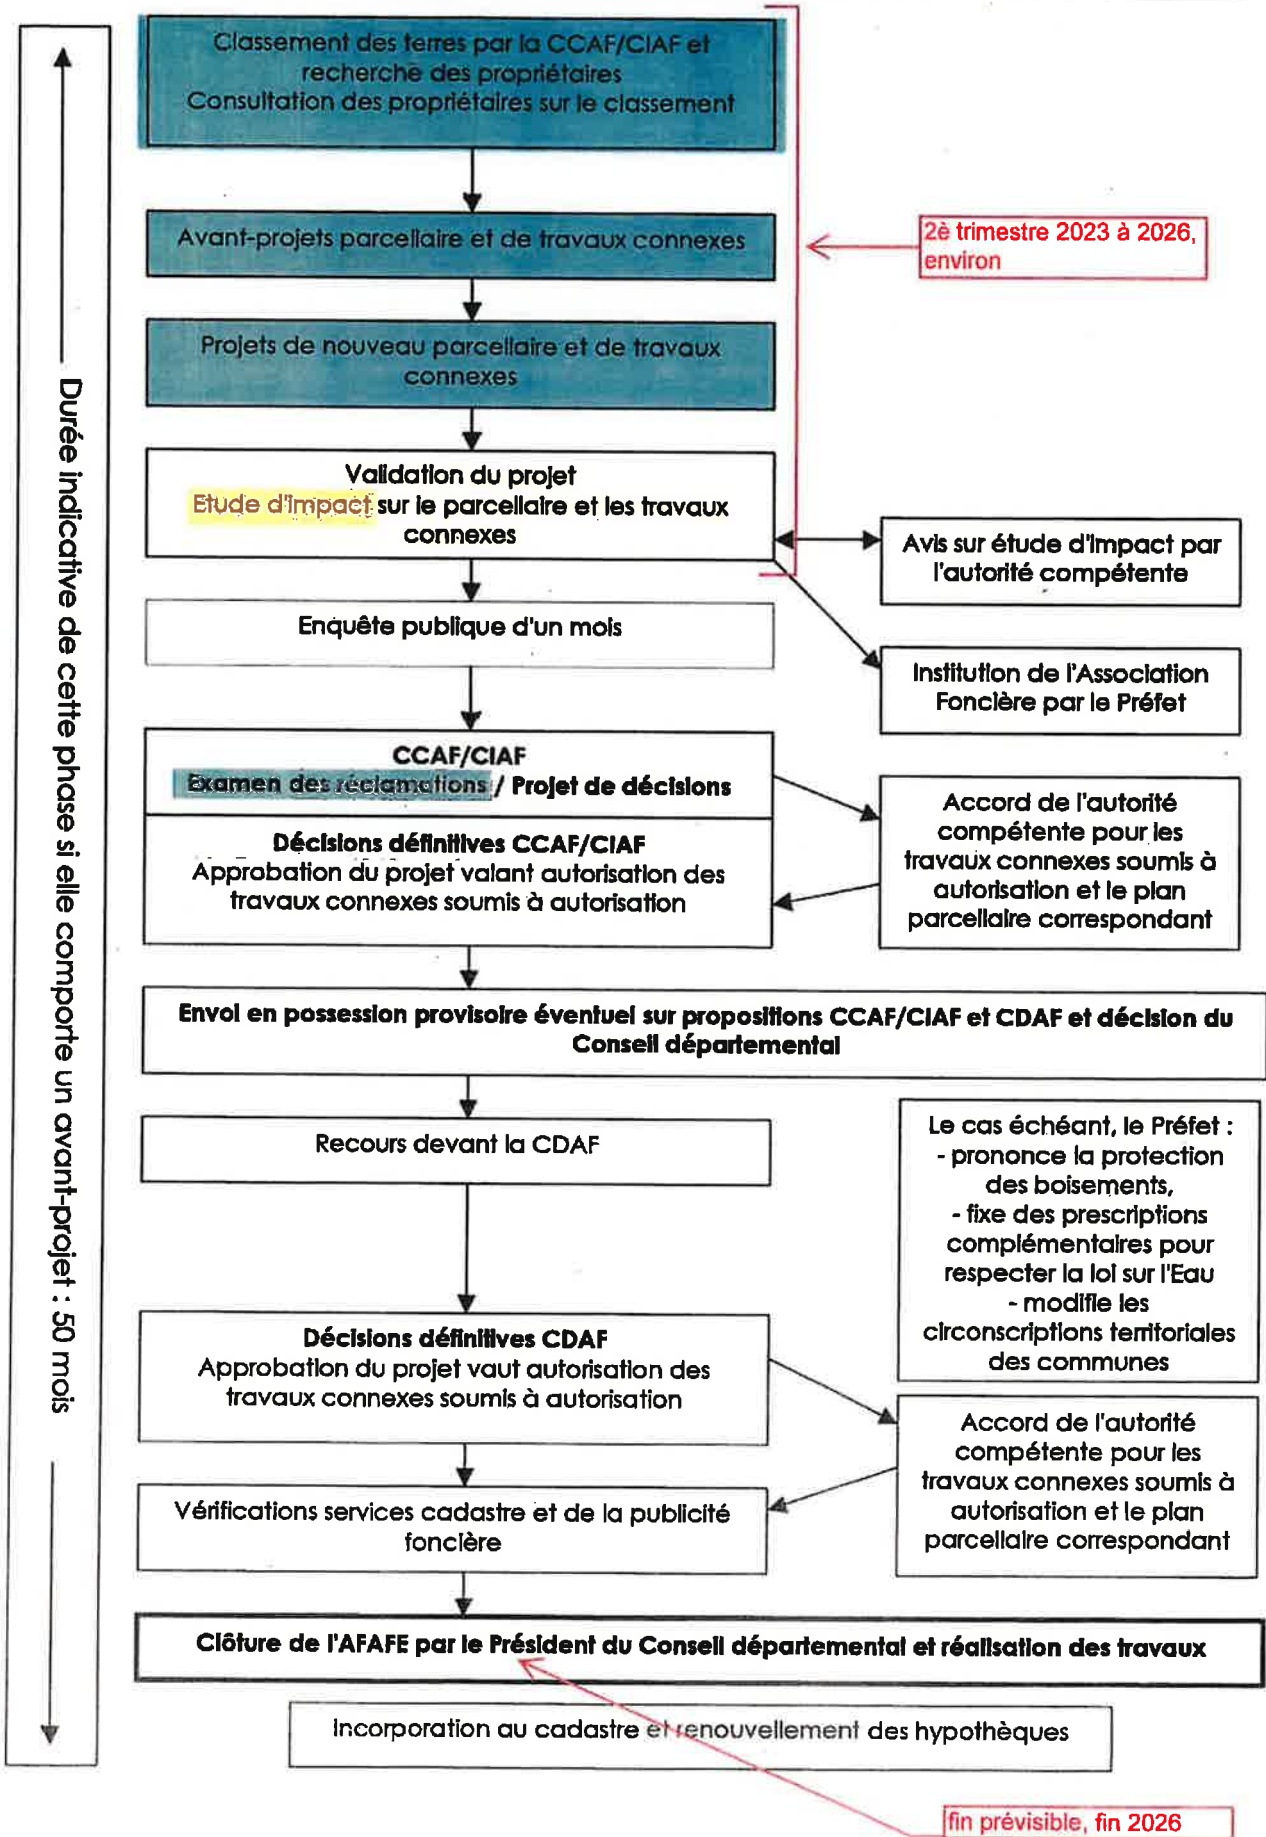 Classement des terres par la CCAF/CIAF et
recherche des propriétaires
Consultation des propriétaires sur le classement
Avant-projets parcellaire et de travaux connexes
2è trimestre 2023 à 2026,
environ
Projets de nouveau parcellaire et de travaux
connexes
Validation du projet
Etude d'Impact sur le parcellaire et les travaux
connexes
Avis sur étude d'Impact par
l'autorité compétente
Enquête publique d'un mois
Institution de l'Association
Foncière par le Préfet
CCAF/CIAF
Examen des réclamations / Projet de décisions
Décisions définitives CCAF/CIAF
Approbation du projet valant autorisation des
travaux connexes soumis à autorisation
Accord de l'autorité
compétente pour les
travaux connexes soumis à
autorisation et le plan
parcellaire correspondant
Envoi en possession provisoire éventuel sur propositions CCAF/CIAF et CDAF et décision du
Conseil départemental
Recours devant la CDAF
Le cas échéant, le Préfet :
- prononce la protection
des boisements,
- fixe des prescriptions
complémentaires pour
respecter la loi sur l'Eau
- modifie les
circonscriptions territoriales
des communes
Décisions définitives CDAF
Approbation du projet vaut autorisation des
travaux connexes soumis à autorisation
Accord de l'autorité
compétente pour les
travaux connexes soumis à
autorisation et le plan
parcellaire correspondant
Vérifications services cadastre et de la publicité
foncière
Clôture de l'AFAFE par le Président du Conseil départemental et réalisation des travaux
Incorporation au cadastre et renouvellement des hypothèques
fin prévisible, fin 2026
Durée indicative de cette phase si elle comporte un avant-projet : 50 mois